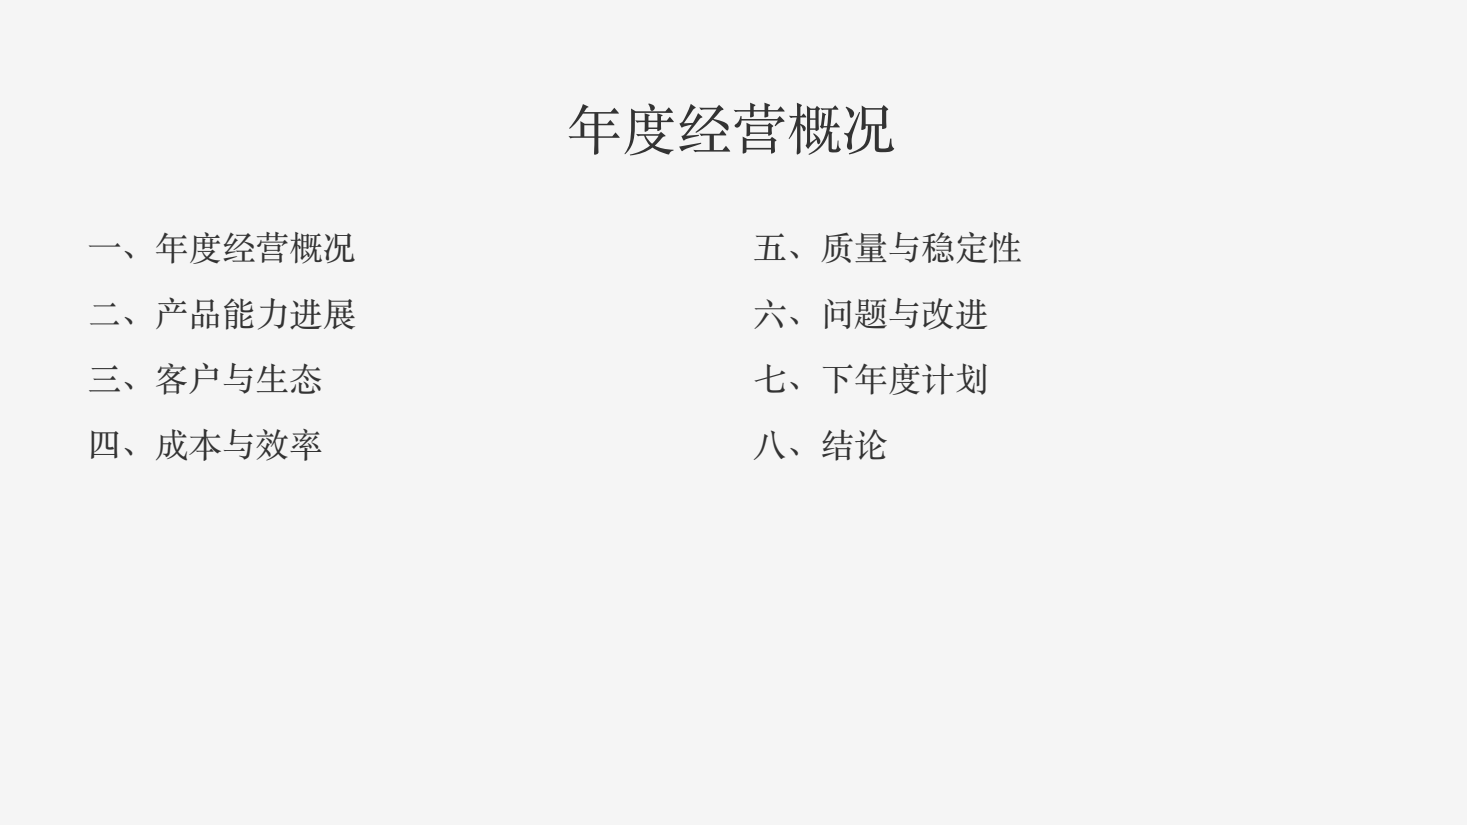 年度经营概况
一、年度经营概况
二、产品能力进展
三、客户与生态
四、成本与效率
五、质量与稳定性
六、问题与改进
七、下年度计划
八、结论